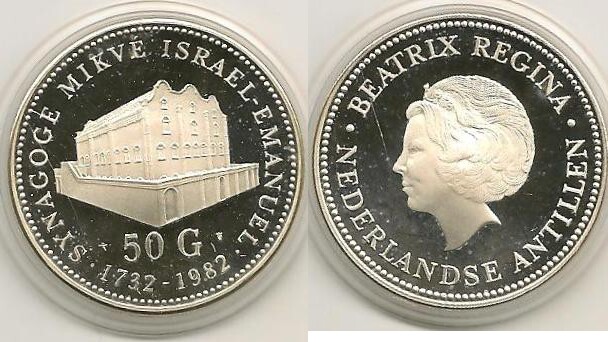 SYNAGOGE MIKVÉ ISRAEL-EMANUEL
50 G
· 1732-1982 ·
· BEATRIX REGINA ·
NEDERLANDSE ANTILLEN